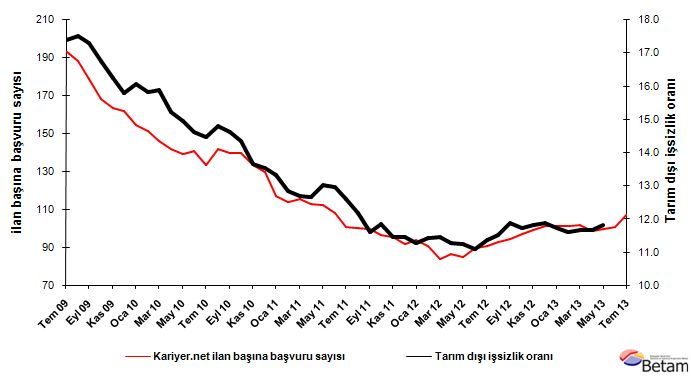 210
190
170
150
130
110
90
70
ilan başına başvuru sayısı
18.0
17.0
16.0
15.0
14.0
13.0
12.0
11.0
10.0
Tarım dışı işsizlik oranı
Tem 09
Eyl 09
Kas 09
Oca 10
Mar 10
May 10
Tem 10
Eyl 10
Kas 10
Oca 11
Mar 11
May 11
Tem 11
Eyl 11
Kas 11
Oca 12
Mar 12
May 12
Tem 12
Eyl 12
Kas 12
Oca 13
Mar 13
May 13
Tem 13
Kariyer.net ilan başına başvuru sayısı
Tarım dışı işsizlik oranı
Betam